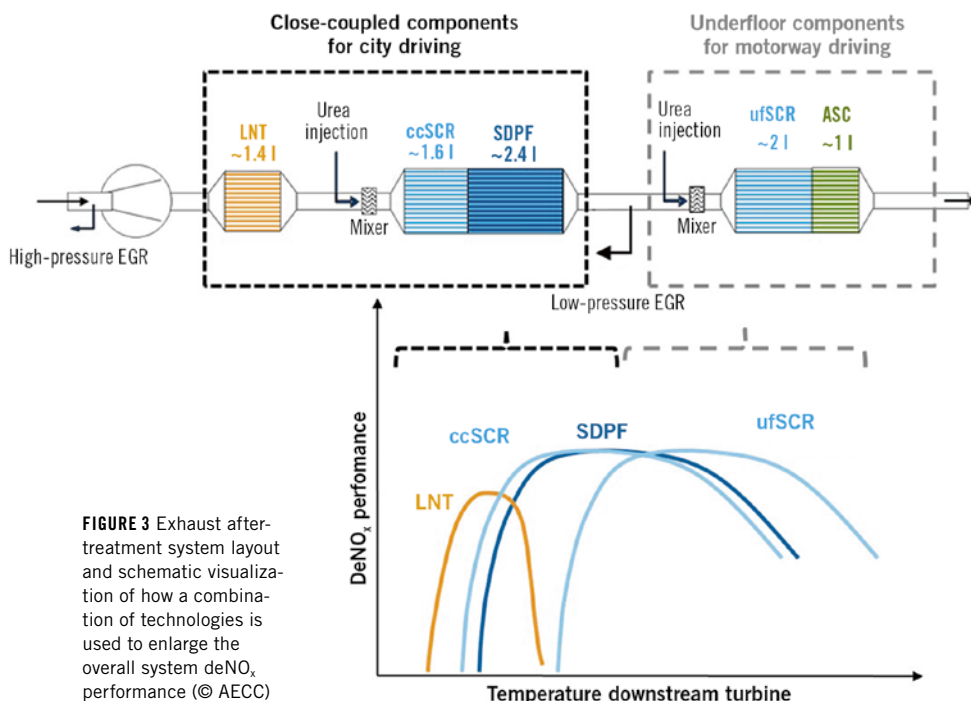 Close-coupled components
for city driving
Underfloor components
for motorway driving
Urea
injection
LNT
~1.4 l
ccSCR
~1.6 l
SDPF
~2.4 l
Urea
injection
ufSCR
~2 l
ASC
~1 l
Mixer
Mixer
High-pressure EGR
Low-pressure EGR
DeNOₓ perfomance
ccSCR
SDPF
ufSCR
LNT
Temperature downstream turbine
FIGURE 3 Exhaust after-
treatment system layout
and schematic visualiza-
tion of how a combina-
tion of technologies is
used to enlarge the
overall system deNOₓ
performance (© AECC)